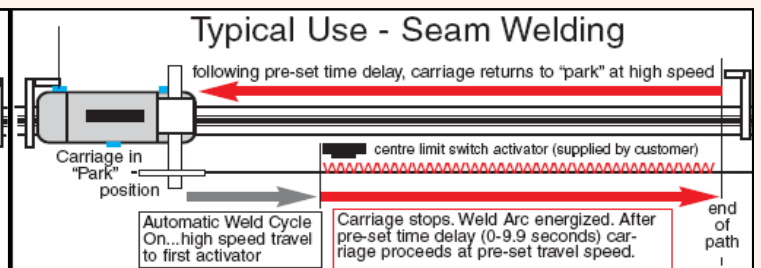 Typical Use - Seam Welding
following pre-set time delay, carriage returns to “park” at high speed
centre limit switch activator (supplied by customer)
Carriage in
“Park”
position
Automatic Weld Cycle
On...high speed travel
to first activator
Carriage stops. Weld Arc energized. After
pre-set time delay (0-9.9 seconds) car-
riage proceeds at pre-set travel speed.
end
of
path